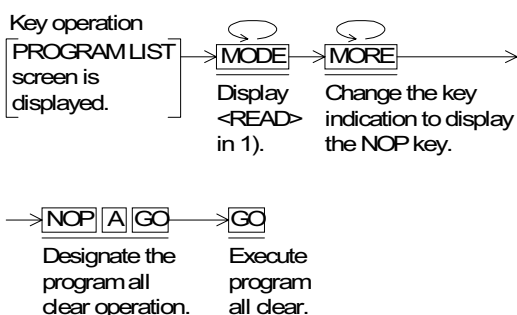 Key operation
PROGRAM LIST
screen is
displayed.
MODE
Display
<READ>
in 1).
MORE
Change the key
indication to display
the NOP key.
NOP A GO
Designate the
program all
clear operation.
GO
Execute
program
all clear.